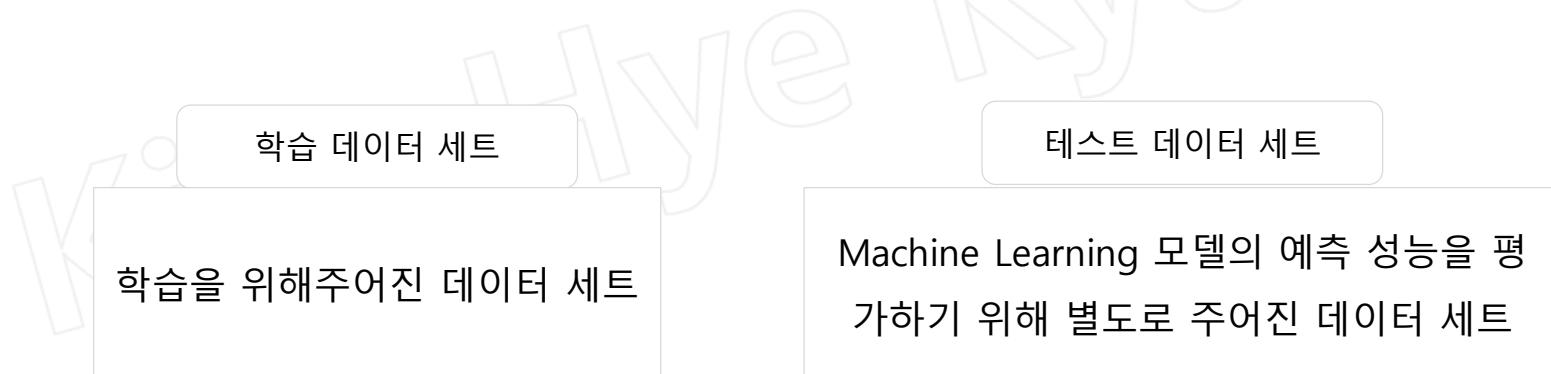 학습 데이터 세트
학습을 위해주어진 데이터 세트
테스트 데이터 세트
Machine Learning 모델의 예측 성능을 평
가하기 위해 별도로 주어진 데이터 세트
Hye